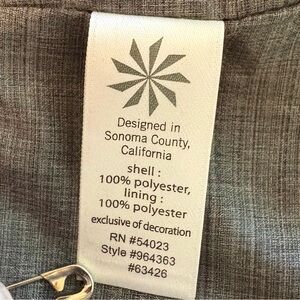 Designed in
Sonoma County,
California
shell :
100% polyester,
lining :
100% polyester
exclusive of decoration
RN #54023
Style #964363
#63426